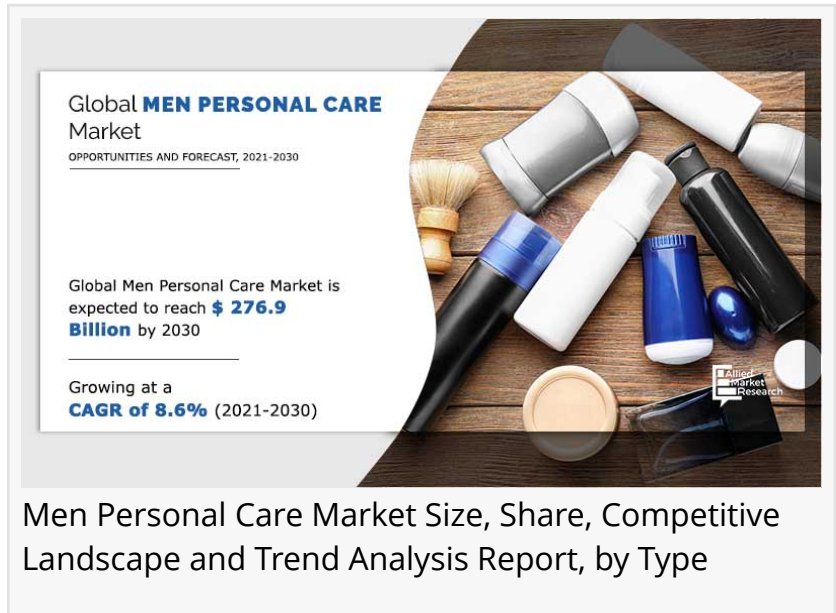 Global MEN PERSONAL CARE
Market
OPPORTUNITIES AND FORECAST, 2021-2030
Global Men Personal Care Market is
expected to reach $ 276.9
Billion by 2030
Growing at a
CAGR of 8.6% (2021-2030)
Allied
Market
Research
Men Personal Care Market Size, Share, Competitive
Landscape and Trend Analysis Report, by Type